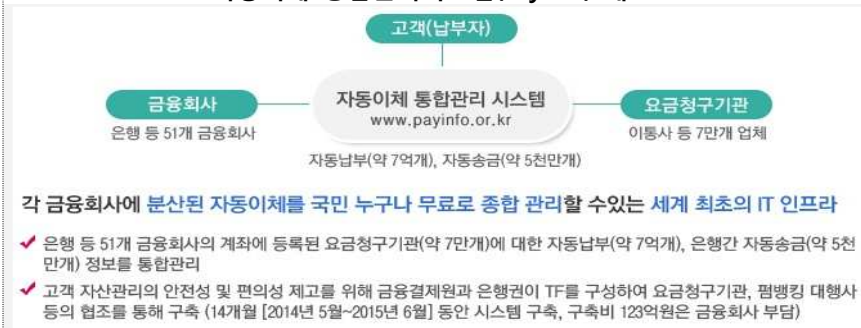 고객(납부자)
금융회사
은행 등 51개 금융회사
자동이체 통합관리 시스템
www.payinfo.or.kr
요금청구기관
이통사 등 7만개 업체
자동납부(약 7억개), 자동송금(약 5천만개)
각 금융회사에 분산된 자동이체를 국민 누구나 무료로 종합 관리할 수있는 세계 최초의 IT 인프라
은행 등 51개 금융회사의 계좌에 등록된 요금청구기관(약 7만개)에 대한 자동납부(약 7억개), 은행간 자동송금(약 5천
만개) 정보를 통합관리
고객 자산관리의 안전성 및 편의성 제고를 위해 금융결제원과 은행권이 TF를 구성하여 요금청구기관, 펌뱅킹 대행사
등의 협조를 통해 구축 (14개월 [2014년 5월~2015년 6월] 동안 시스템 구축, 구축비 123억원은 금융회사 부담)